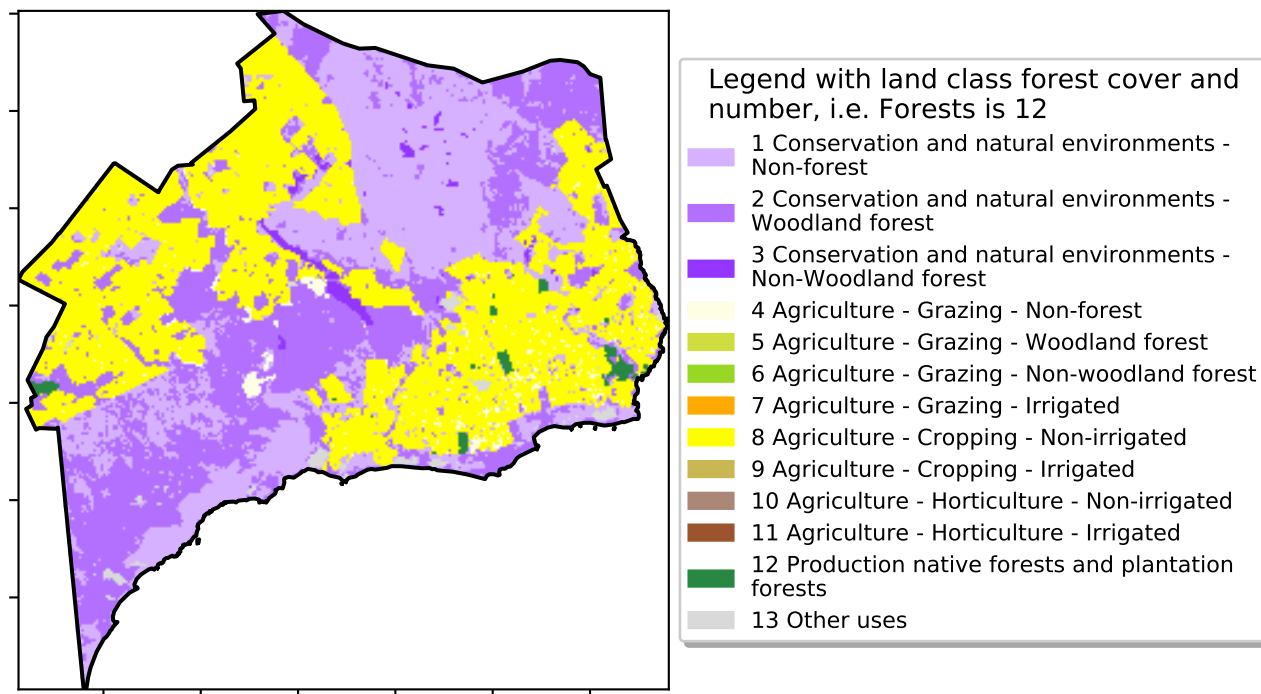 Legend with land class forest cover and
number, i.e. Forests is 12
1 Conservation and natural environments -
Non-forest
2 Conservation and natural environments -
Woodland forest
3 Conservation and natural environments -
Non-Woodland forest
4 Agriculture - Grazing - Non-forest
5 Agriculture - Grazing - Woodland forest
6 Agriculture - Grazing - Non-woodland forest
7 Agriculture - Grazing - Irrigated
8 Agriculture - Cropping - Non-irrigated
9 Agriculture - Cropping - Irrigated
10 Agriculture - Horticulture - Non-irrigated
11 Agriculture - Horticulture - Irrigated
12 Production native forests and plantation
forests
13 Other uses